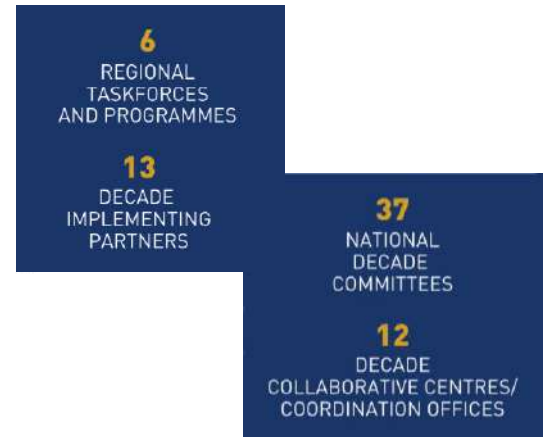 6
REGIONAL
TASKFORCES
AND PROGRAMMES
13
DECADE
IMPLEMENTING
PARTNERS
37
NATIONAL
DECADE
COMMITTEES
12
DECADE
COLLABORATIVE CENTRES/
COORDINATION OFFICES